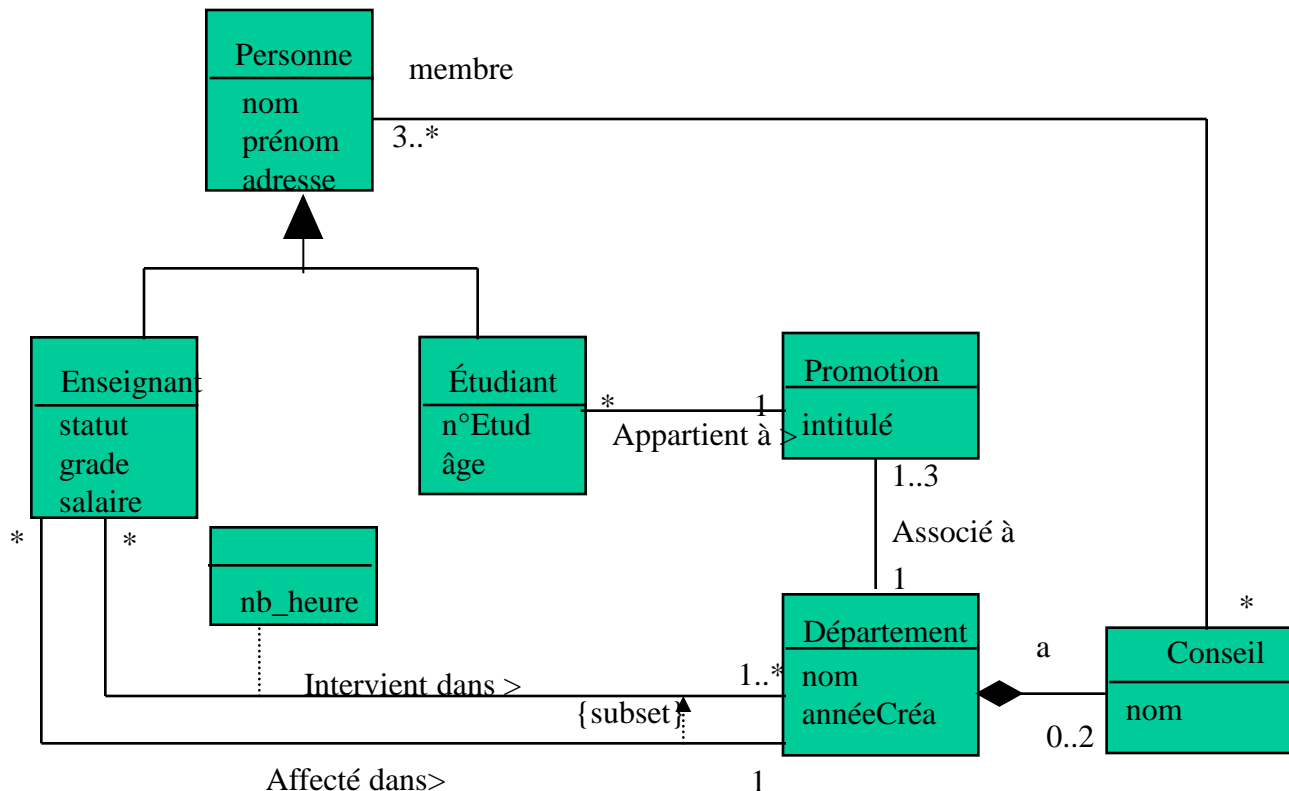 Personne
membre
nom
prénom
adresse
3..*
Enseignant
statut
grade
salaire
Étudiant
n°Etud
âge
*
1
Appartient à >
Promotion
intitulé
1..3
Associé à
1
*
*
nb_heure
Intervient dans >
1..*
{subset}
Affecté dans>
1
Département
nom
annéeCréa
a
0..2
*
Conseil
nom